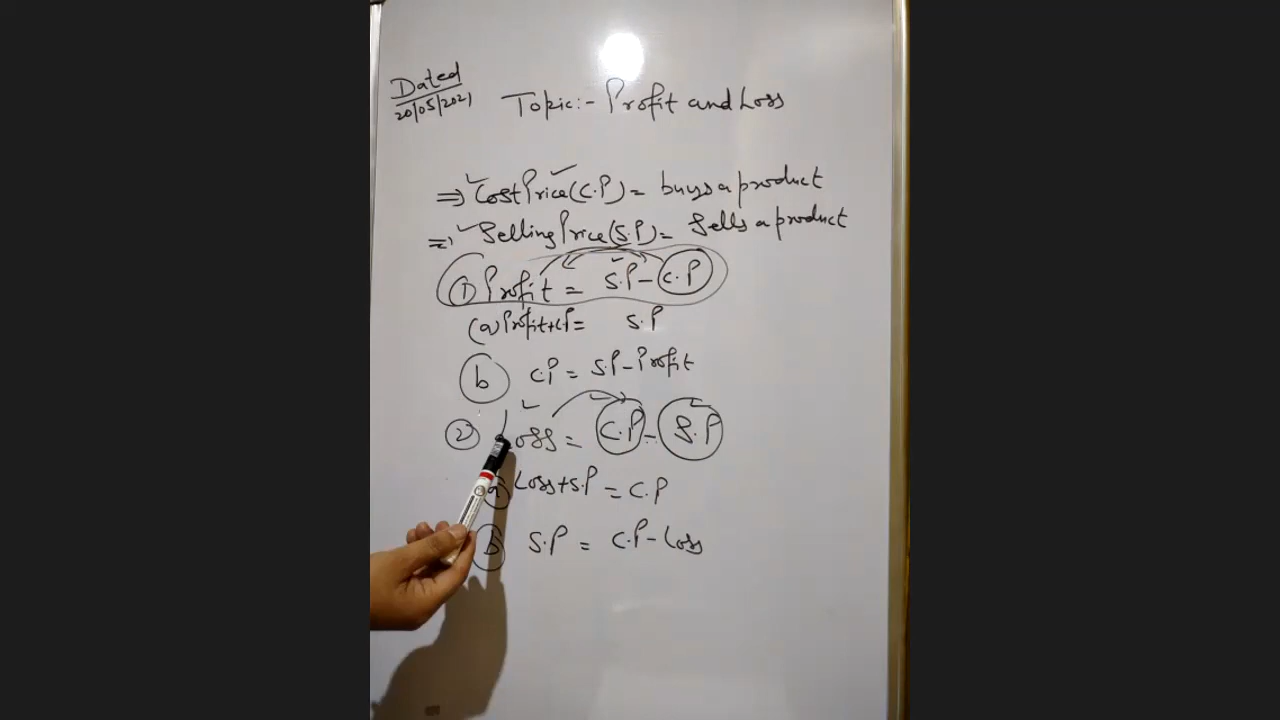 Dated
20/05/2021
Topic:- Profit and Loss
⇒ Cost Price (C.P) = buys a product
⇒ Selling Price (S.P) = Sells a product
① Profit = S.P - C.P
(a) Profit + C.P = S.P
ⓑ C.P = S.P - Profit
② Loss = C.P - S.P
ⓐ Loss + S.P = C.P
ⓑ S.P = C.P - Loss